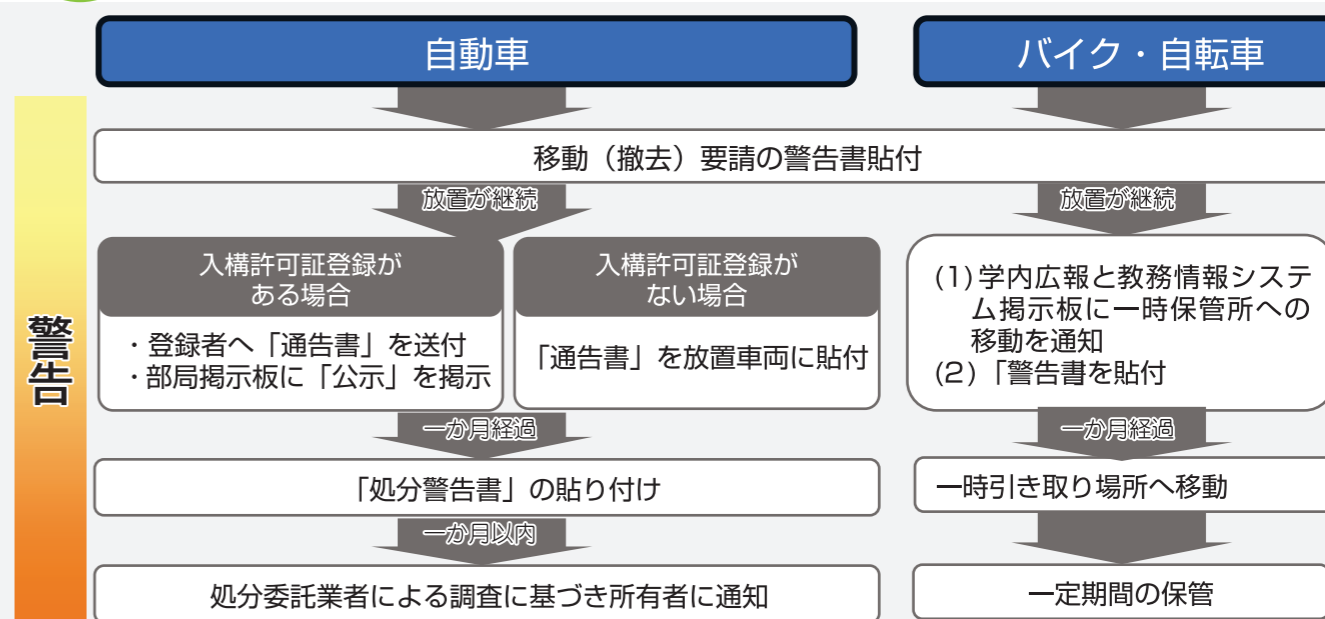 自動車
バイク・自転車
警告
移動（撤去）要請の警告書貼付
放置が継続
放置が継続
入構許可証登録が
ある場合
・登録者へ「通告書」を送付
・部局掲示板に「公示」を掲示
入構許可証登録が
ない場合
「通告書」を放置車両に貼付
(1)学内広報と教務情報システ
ム掲示板に一時保管所への
移動を通知
(2)「警告書を貼付
一か月経過
一か月経過
「処分警告書」の貼り付け
一時引き取り場所へ移動
一か月以内
処分委託業者による調査に基づき所有者に通知
一定期間の保管